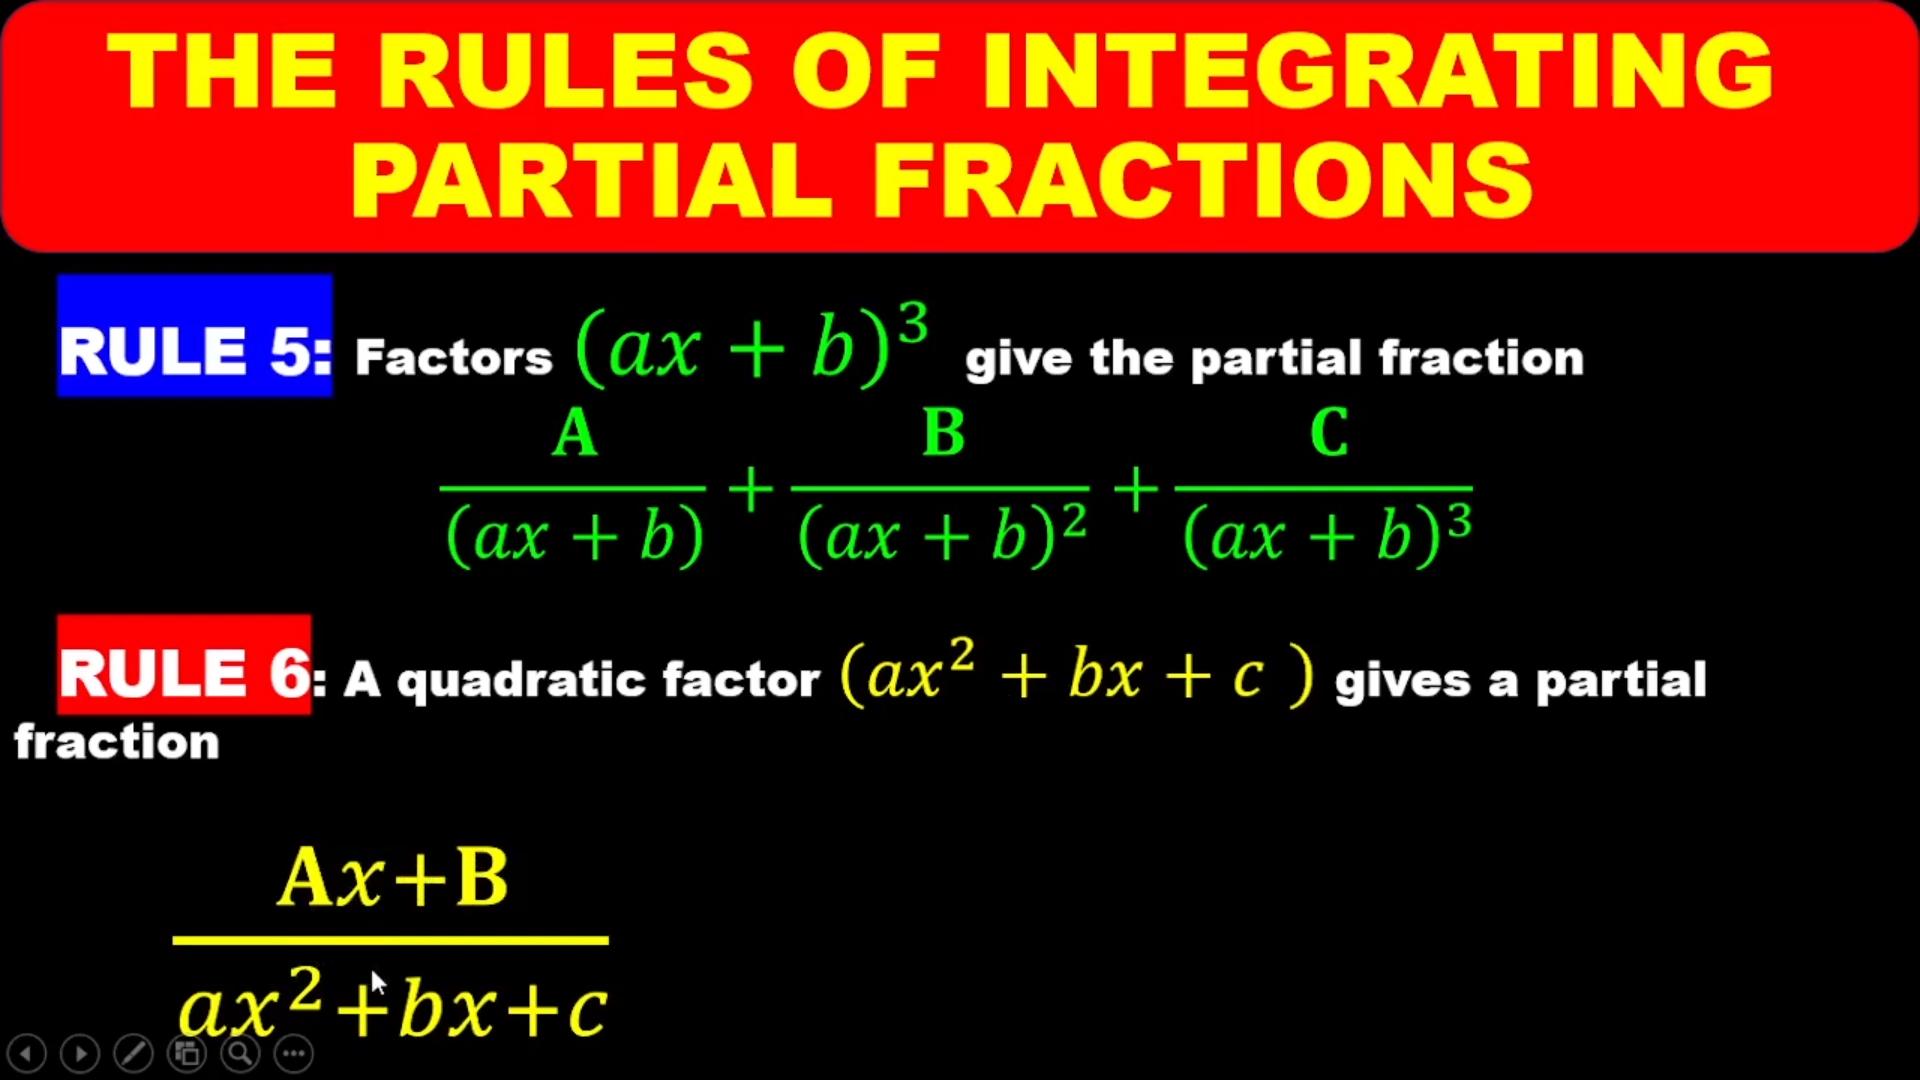 THE RULES OF INTEGRATING
PARTIAL FRACTIONS
RULE 5: Factors (ax + b)³ give the partial fraction
A/(ax + b) + B/(ax + b)² + C/(ax + b)³
RULE 6: A quadratic factor (ax² + bx + c ) gives a partial
fraction
Ax+B
ax²+bx+c